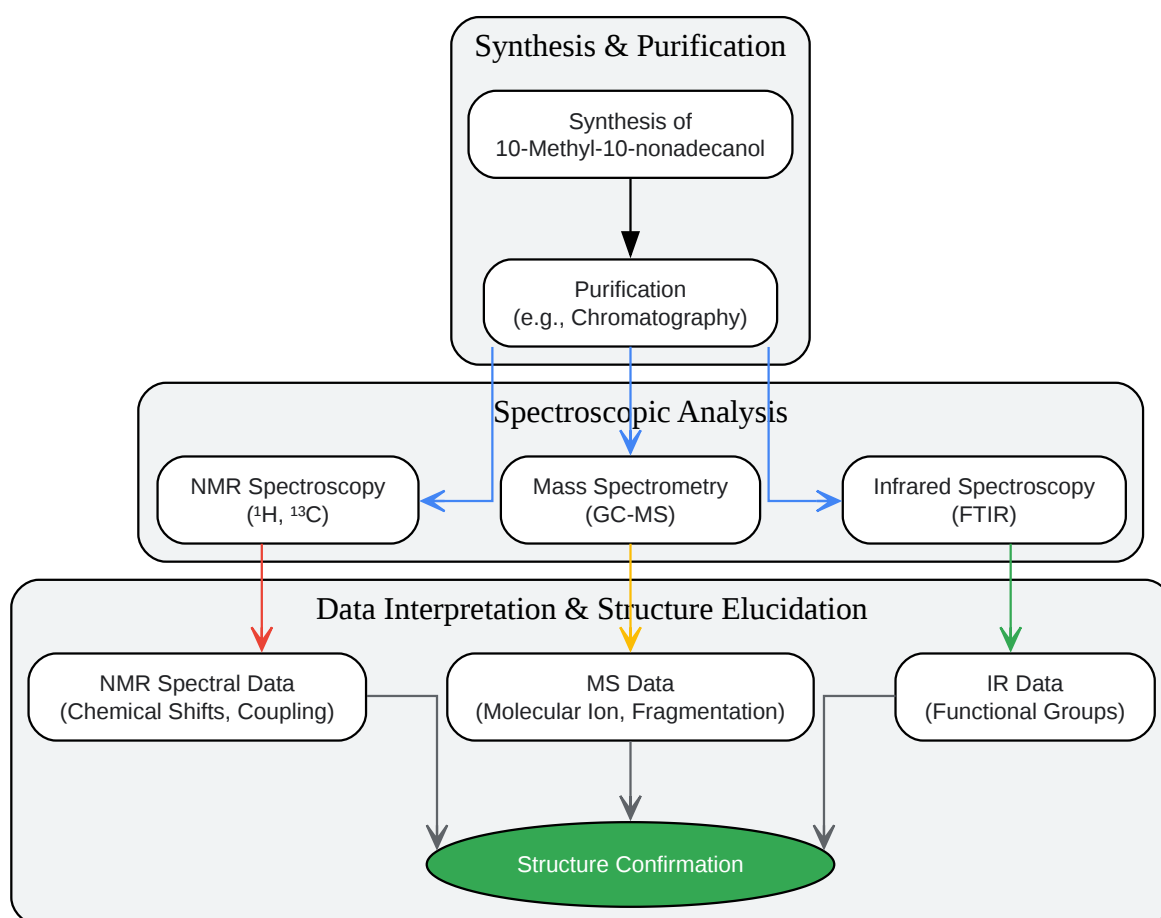 Synthesis & Purification
Synthesis of
10-Methyl-10-nonadecanol
Purification
(e.g., Chromatography)
Spectroscopic Analysis
NMR Spectroscopy
(¹H, ¹³C)
Mass Spectrometry
(GC-MS)
Infrared Spectroscopy
(FTIR)
Data Interpretation & Structure Elucidation
NMR Spectral Data
(Chemical Shifts, Coupling)
MS Data
(Molecular Ion, Fragmentation)
IR Data
(Functional Groups)
Structure Confirmation